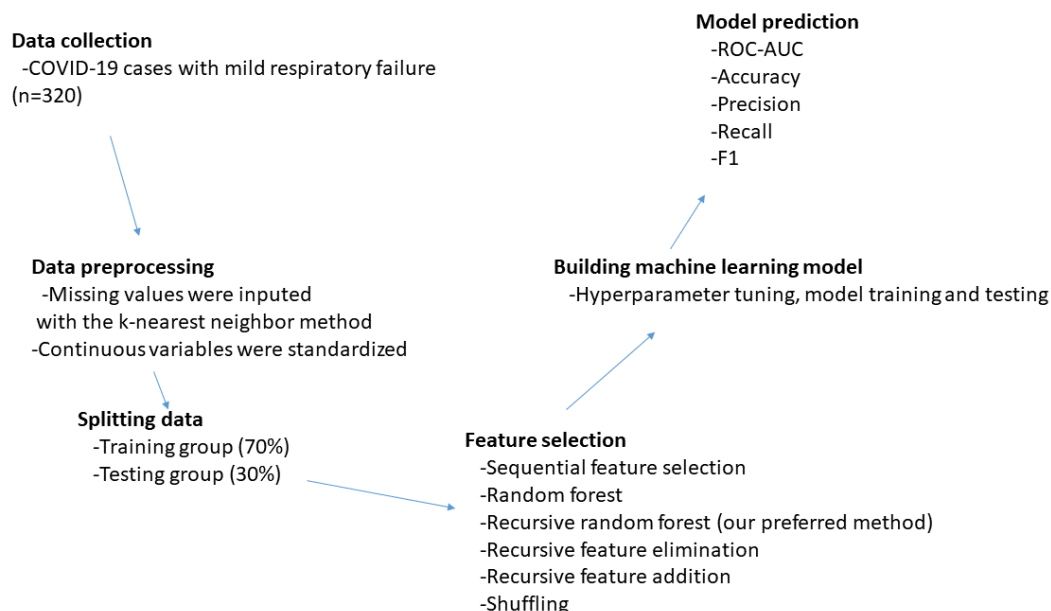 Data collection
-COVID-19 cases with mild respiratory failure
(n=320)
Data preprocessing
-Missing values were inputed
with the k-nearest neighbor method
-Continuous variables were standardized
Splitting data
-Training group (70%)
-Testing group (30%)
Feature selection
-Sequential feature selection
-Random forest
-Recursive random forest (our preferred method)
-Recursive feature elimination
-Recursive feature addition
-Shuffling
Building machine learning model
-Hyperparameter tuning, model training and testing
Model prediction
-ROC-AUC
-Accuracy
-Precision
-Recall
-F1